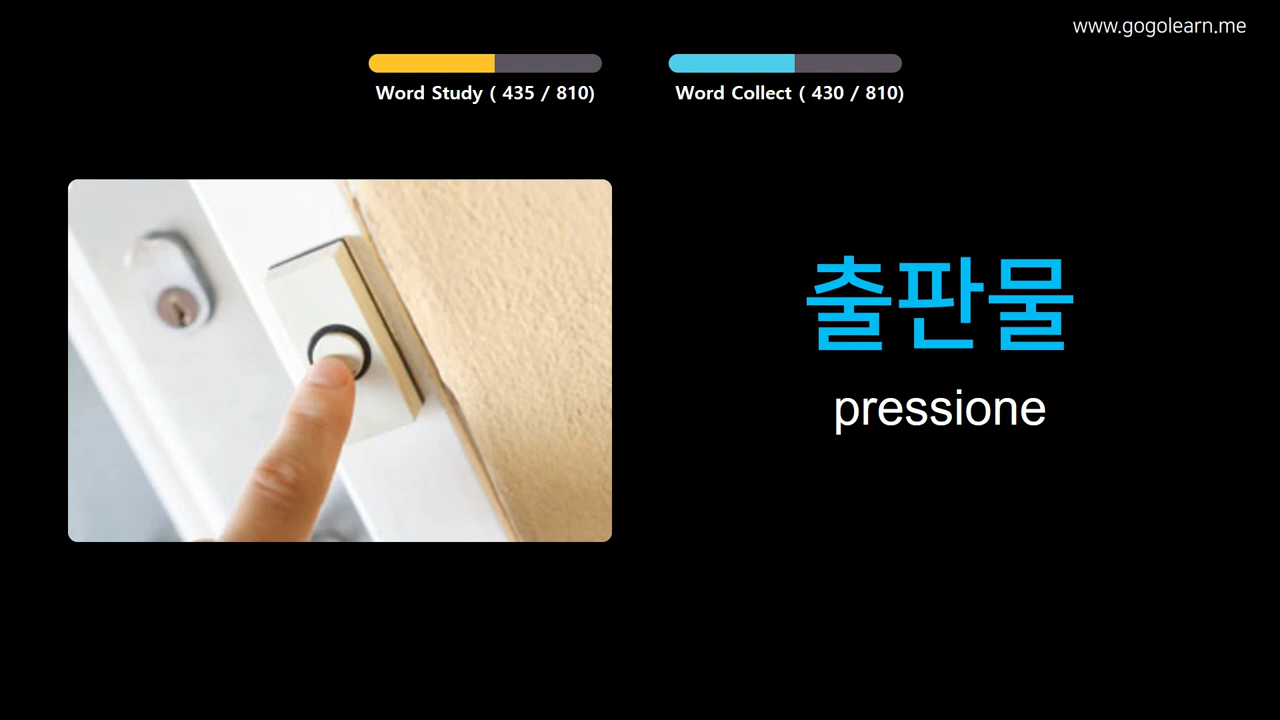 www.gogolearn.me
Word Study ( 435 / 810)
Word Collect ( 430 / 810)
출판물
pressione